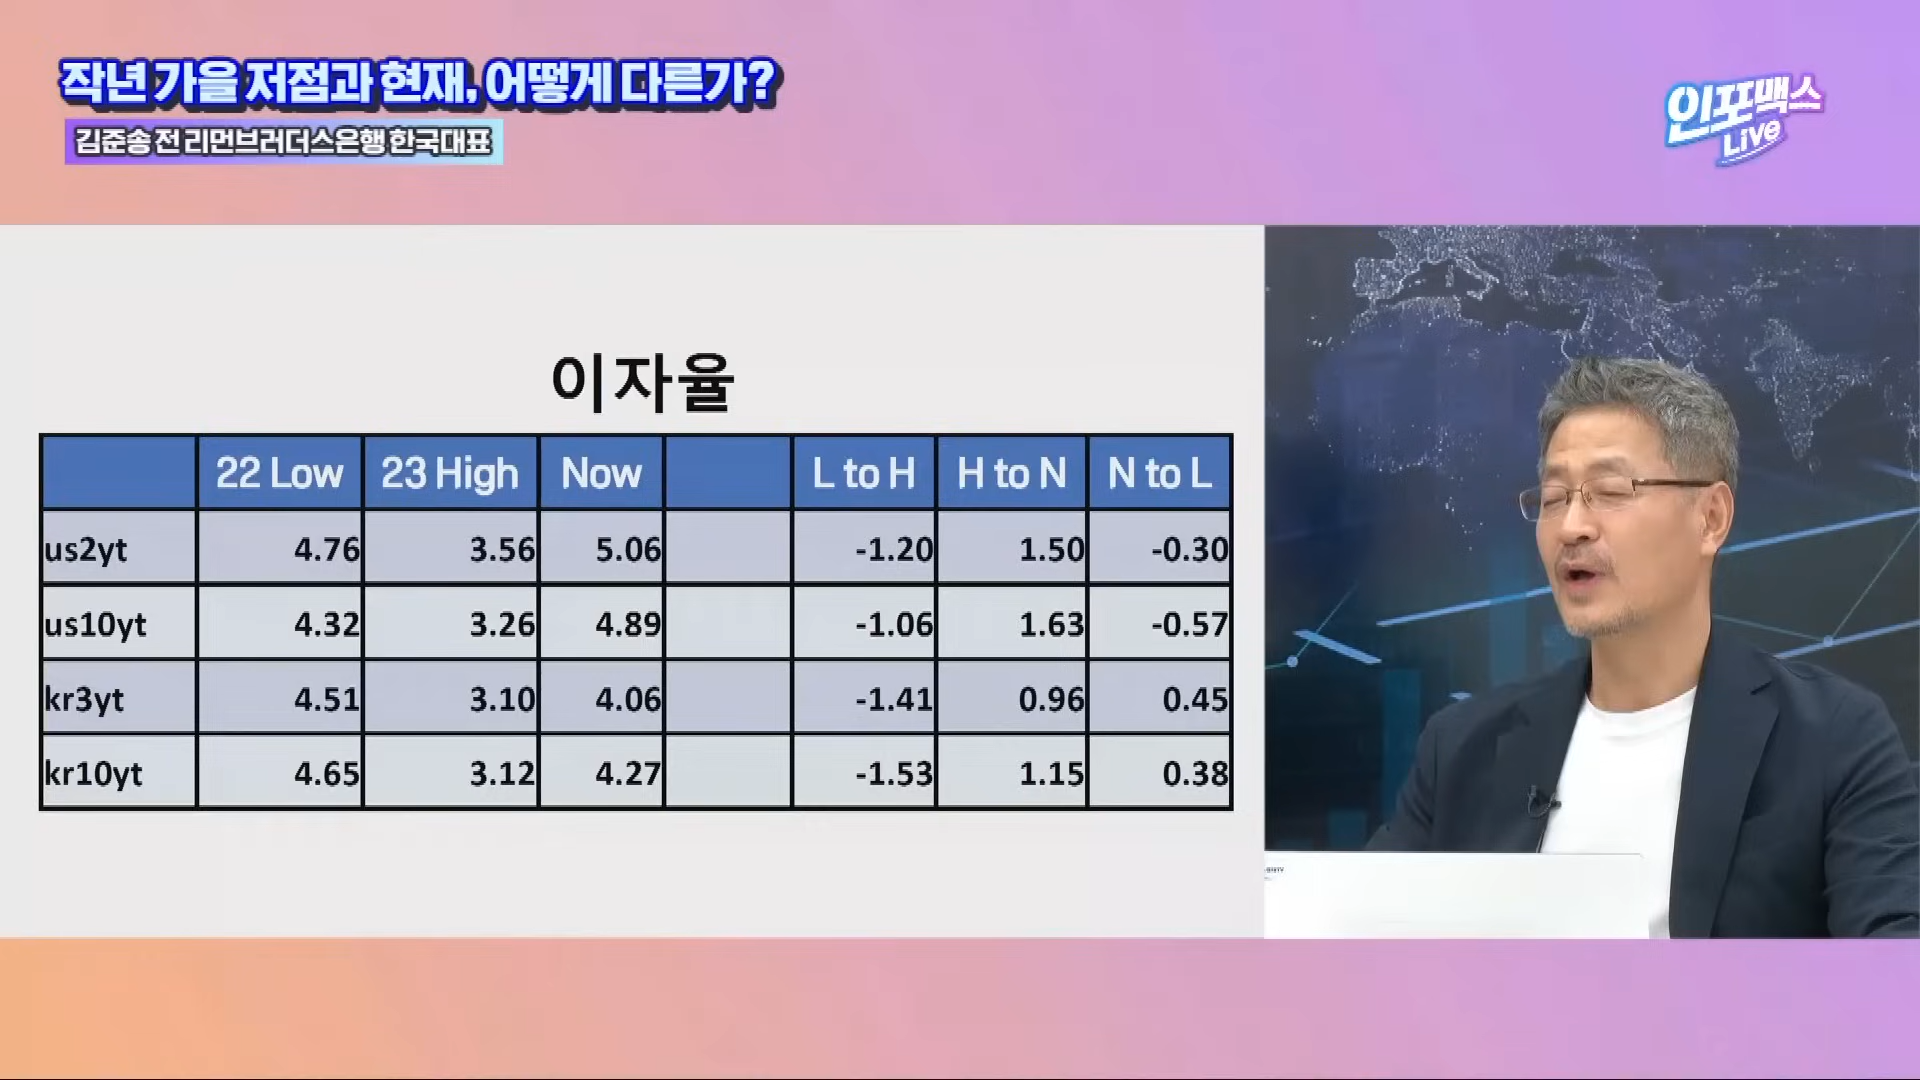 작년 가을 저점과 현재, 어떻게 다른가?
김준송 전 리먼브러더스은행 한국대표
인포맥스
Live
이자율
22 Low 23 High Now L to H H to N N to L
us2yt 4.76 3.56 5.06 -1.20 1.50 -0.30
us10yt 4.32 3.26 4.89 -1.06 1.63 -0.57
kr3yt 4.51 3.10 4.06 -1.41 0.96 0.45
kr10yt 4.65 3.12 4.27 -1.53 1.15 0.38